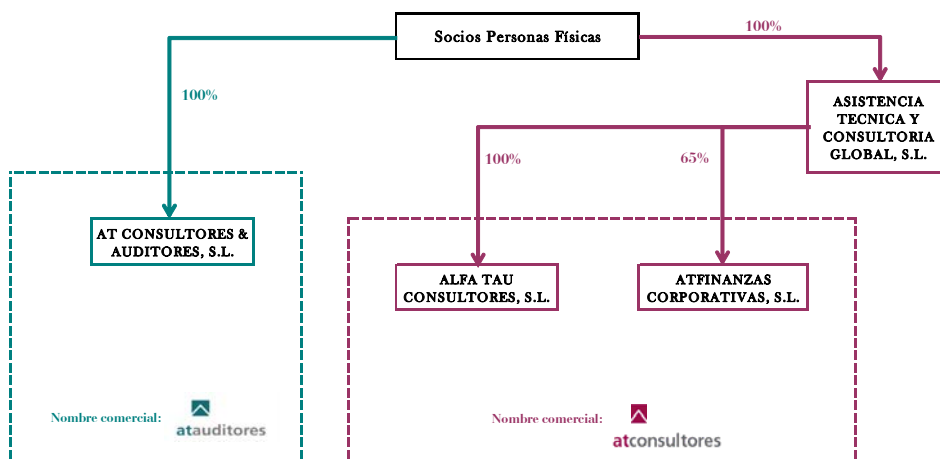 Socios Personas Físicas
100%
100%
ASISTENCIA
TECNICA Y
CONSULTORIA
GLOBAL, S.L.
100%
65%
AT CONSULTORES &
AUDITORES, S.L.
ALFA TAU
CONSULTORES, S.L.
ATFINANZAS
CORPORATIVAS, S.L.
Nombre comercial:
atauditores
Nombre comercial:
atconsultores